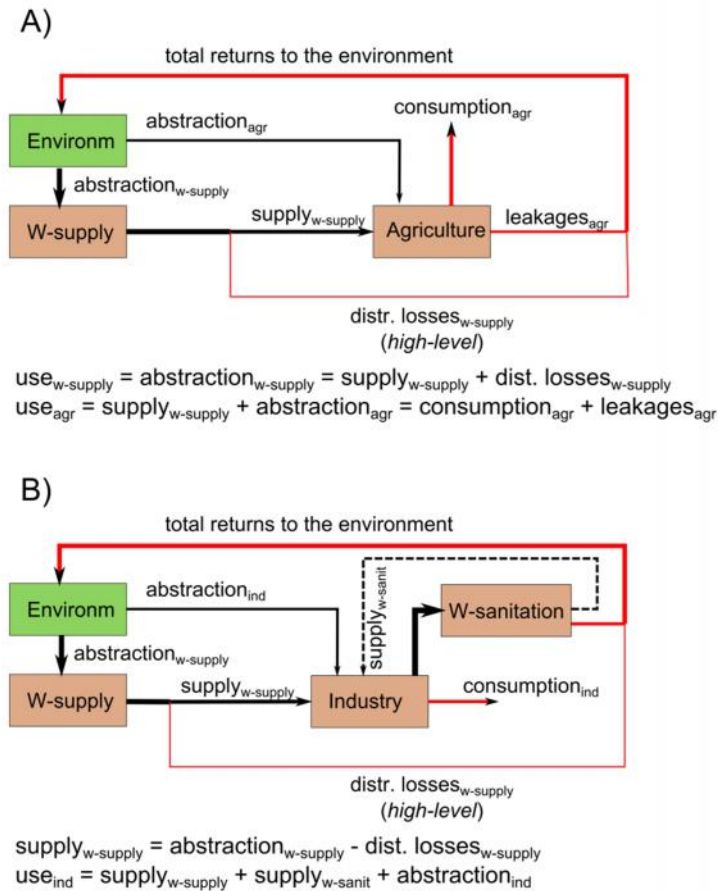 A)
total returns to the environment
consumption_agr
abstraction_agr
Environm
abstraction_w-supply
supply_w-supply
W-supply
Agriculture
leakages_agr
distr. losses_w-supply
(high-level)
use_w-supply = abstraction_w-supply = supply_w-supply + dist. losses_w-supply
use_agr = supply_w-supply + abstraction_agr = consumption_agr + leakages_agr
B)
total returns to the environment
abstraction_ind
supply_w-sanit
Environm
W-sanitation
abstraction_w-supply
supply_w-supply
W-supply
Industry
consumption_ind
distr. losses_w-supply
(high-level)
supply_w-supply = abstraction_w-supply - dist. losses_w-supply
use_ind = supply_w-supply + supply_w-sanit + abstraction_ind